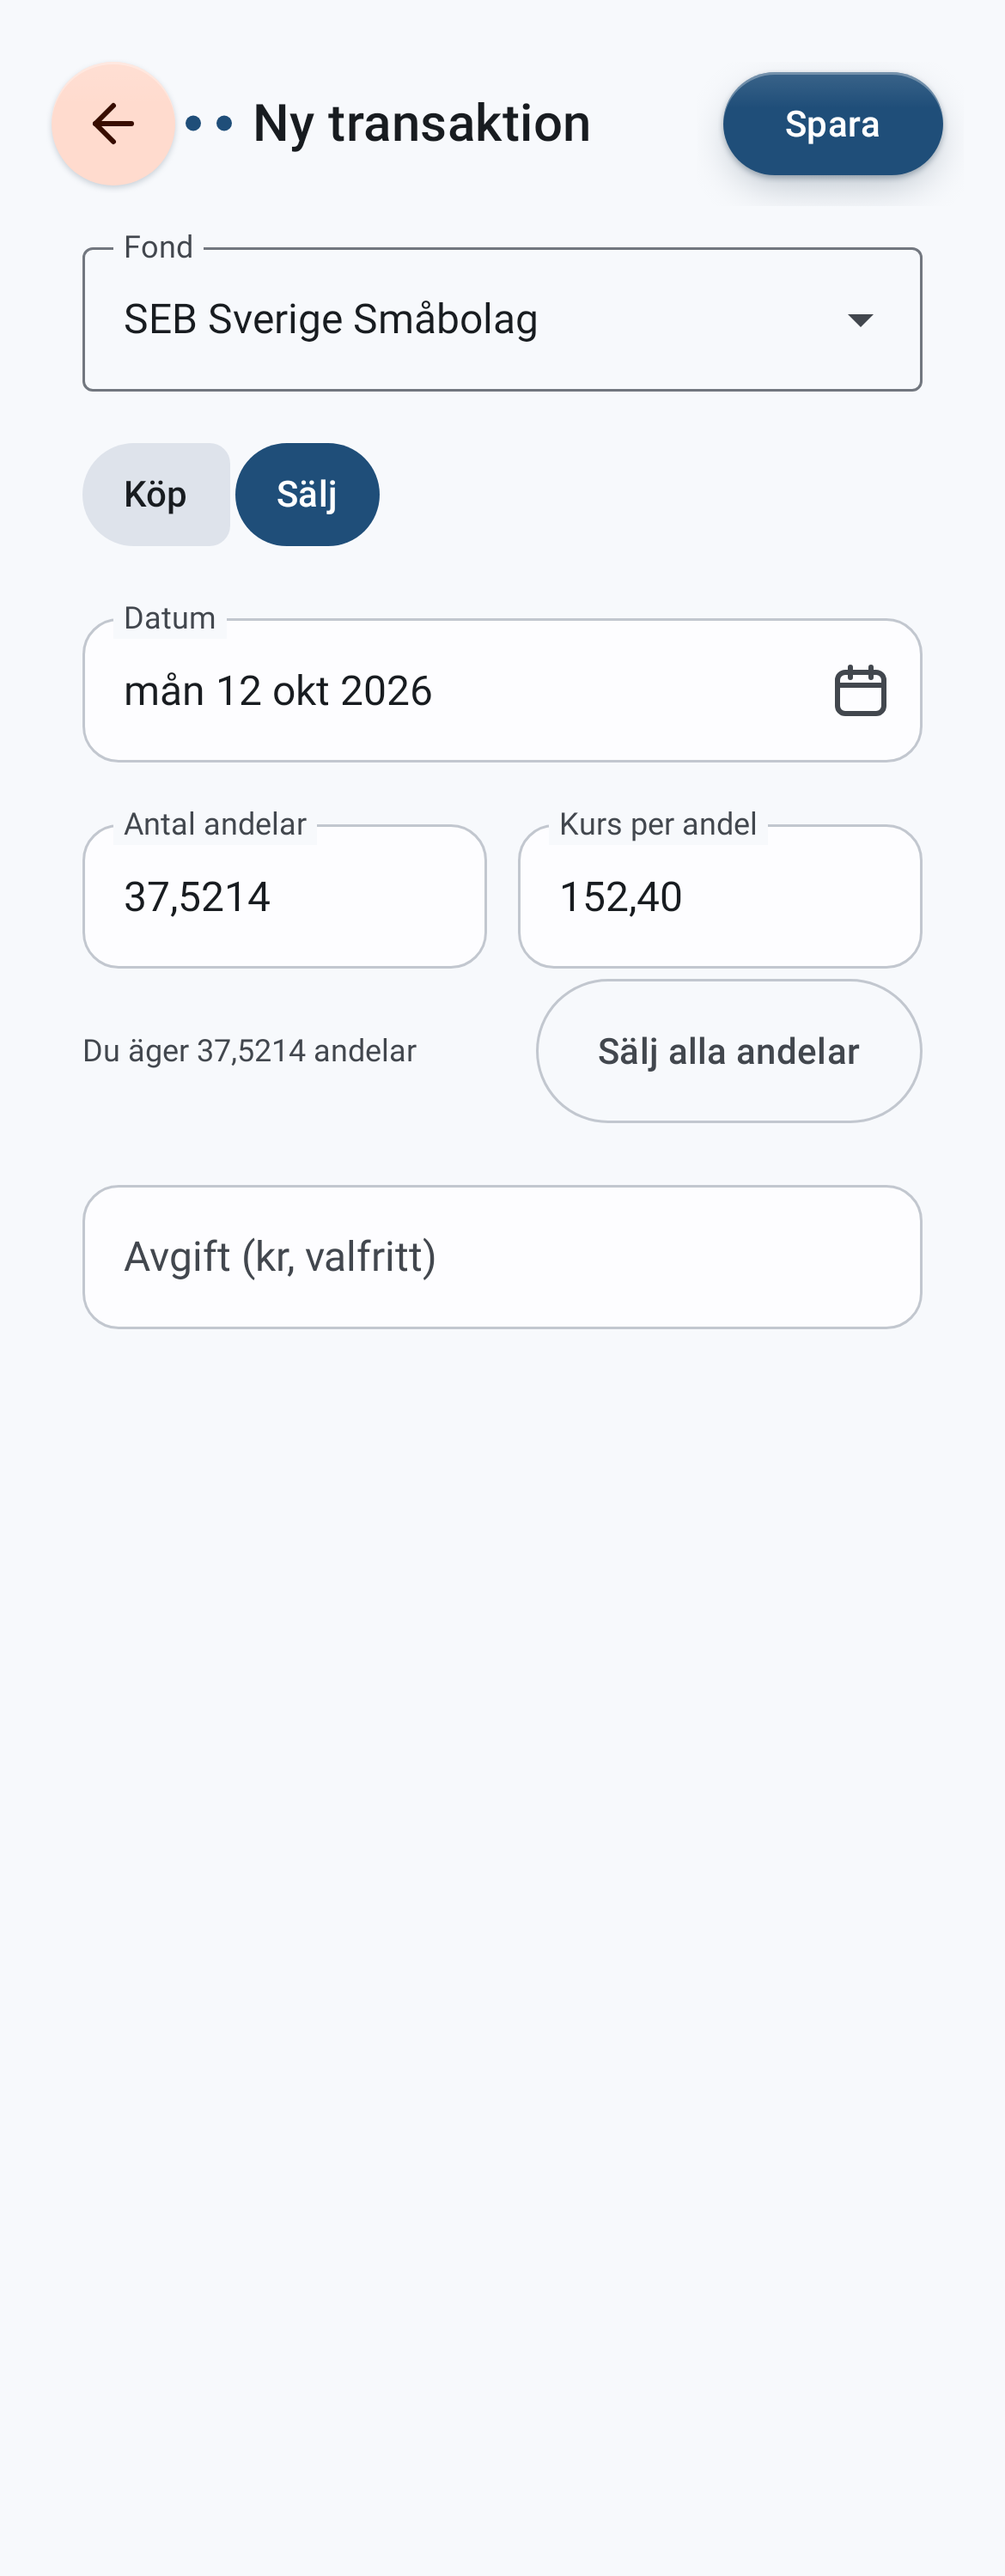 Ny transaktion
Spara
Fond
SEB Sverige Småbolag
Köp
Sälj
Datum
mån 12 okt 2026
Antal andelar
37,5214
Kurs per andel
152,40
Du äger 37,5214 andelar
Sälj alla andelar
Avgift (kr, valfritt)